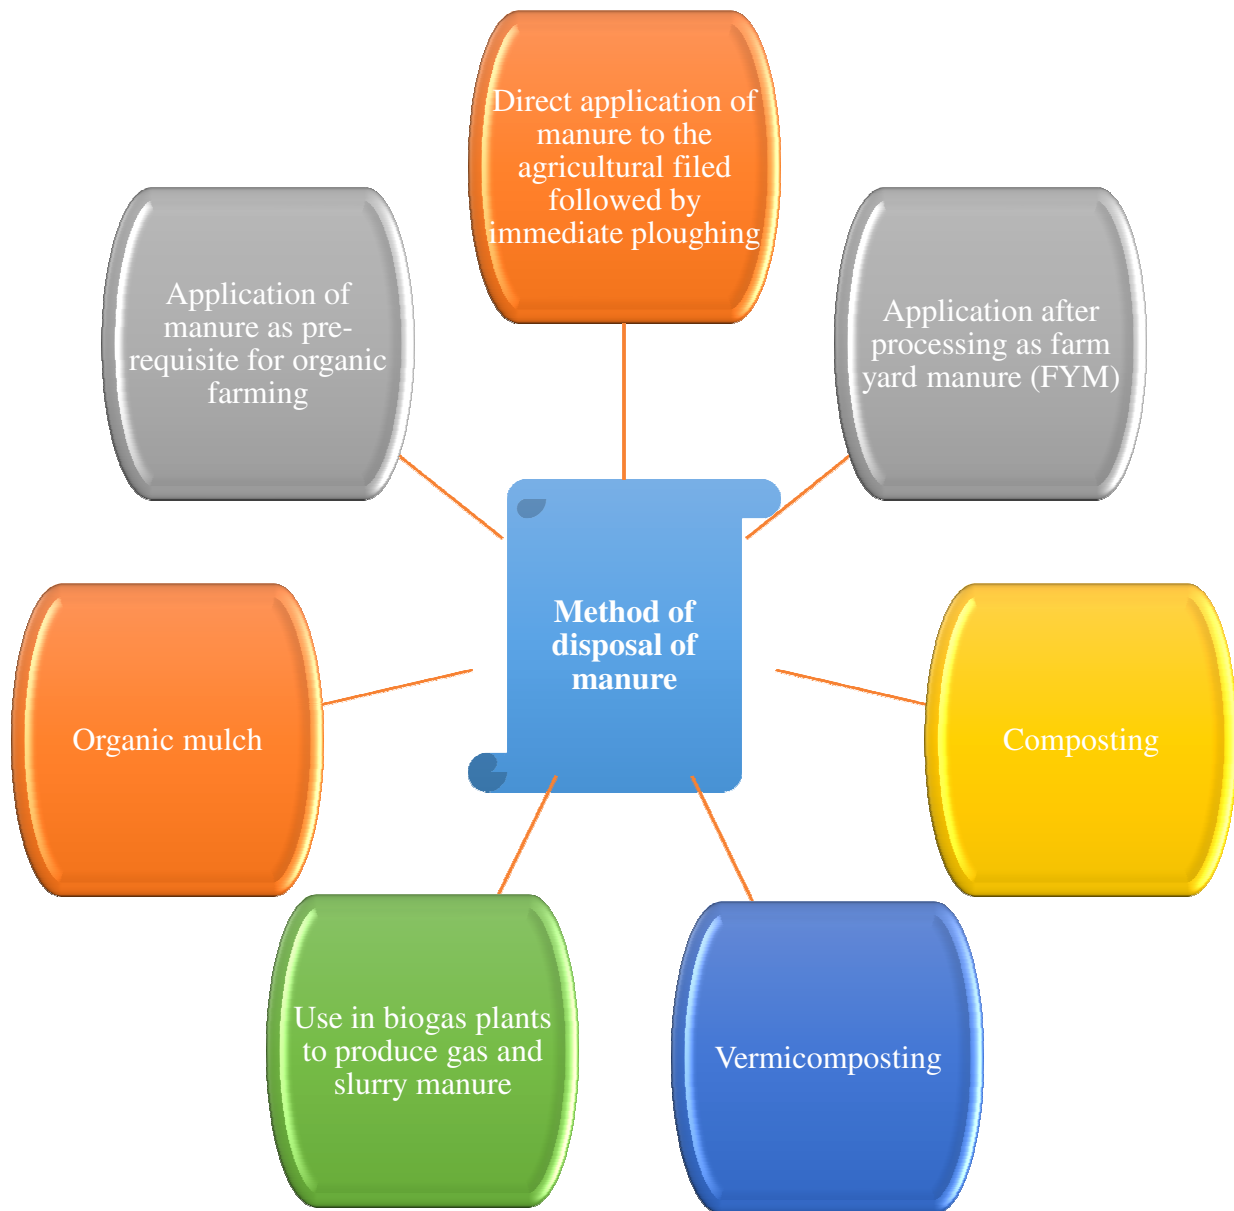 Direct application of
manure to the
agricultural filed
followed by
immediate ploughing
Application of
manure as pre-
requisite for organic
farming
Application after
processing as farm
yard manure (FYM)
Method of
disposal of
manure
Organic mulch
Composting
Use in biogas plants
to produce gas and
slurry manure
Vermicomposting